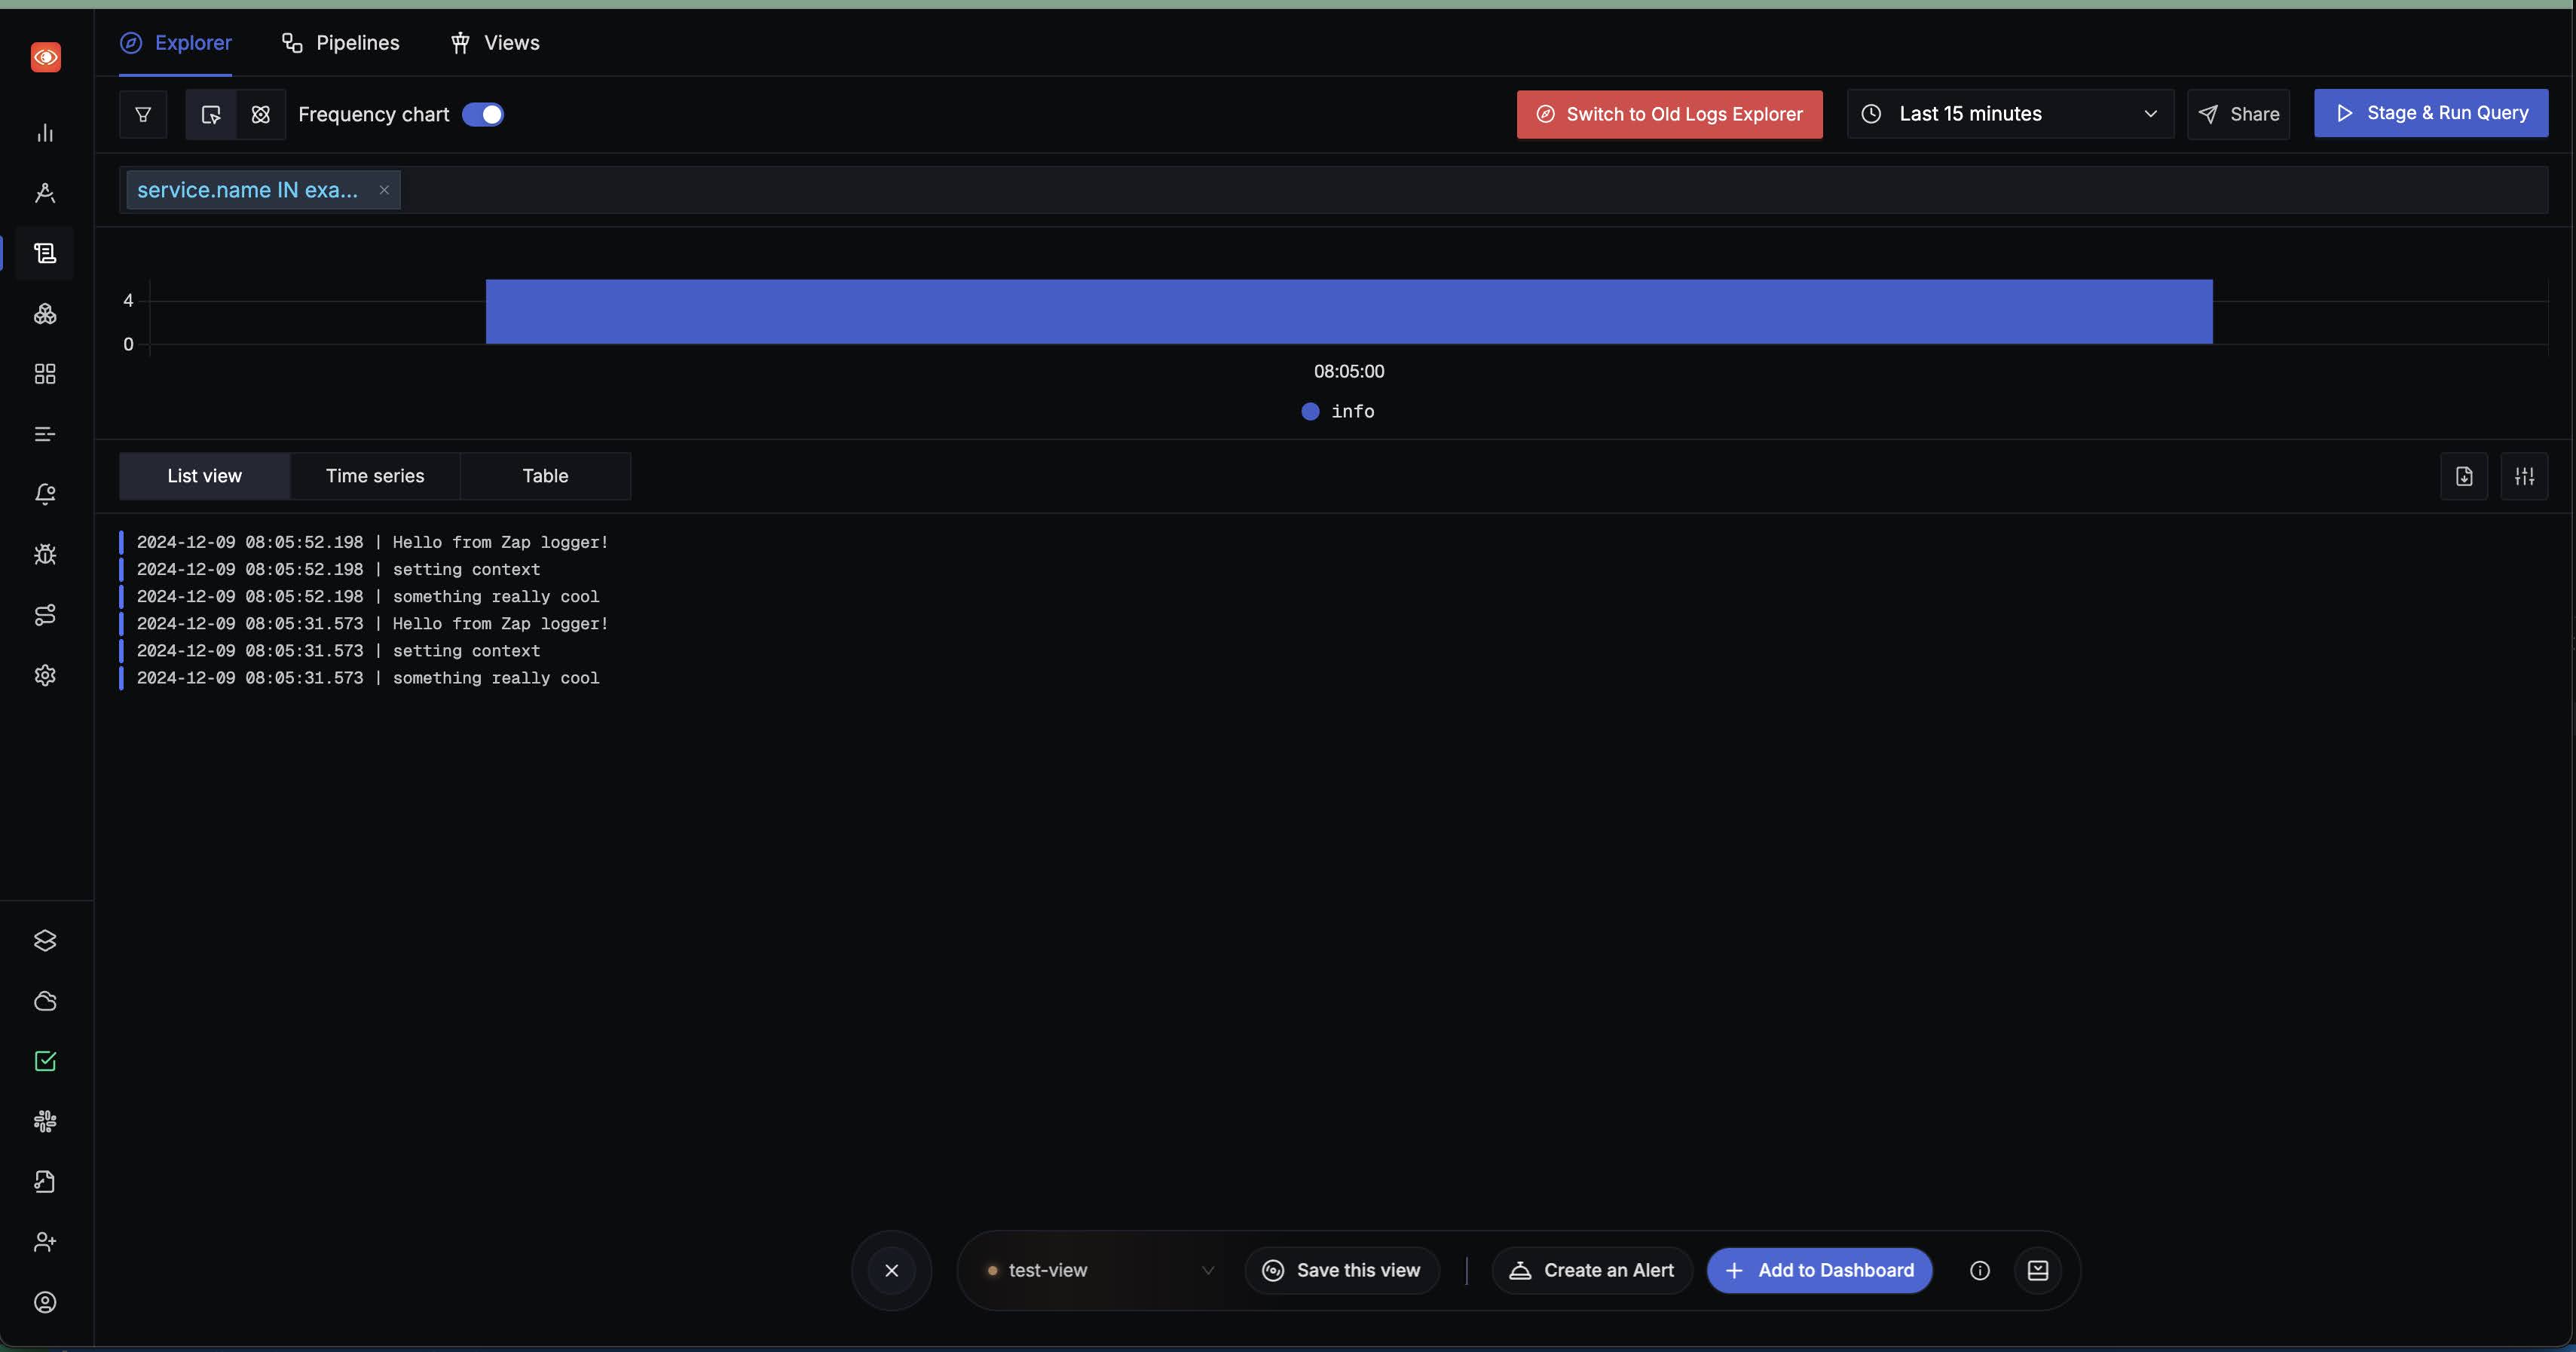 Explorer Pipelines Views
Frequency chart Switch to Old Logs Explorer Last 15 minutes Share Stage & Run Query
service.name IN exa...
4
0
08:05:00
info
List view Time series Table
2024-12-09 08:05:52.198 | Hello from Zap logger!
2024-12-09 08:05:52.198 | setting context
2024-12-09 08:05:52.198 | something really cool
2024-12-09 08:05:31.573 | Hello from Zap logger!
2024-12-09 08:05:31.573 | setting context
2024-12-09 08:05:31.573 | something really cool
test-view Save this view Create an Alert Add to Dashboard